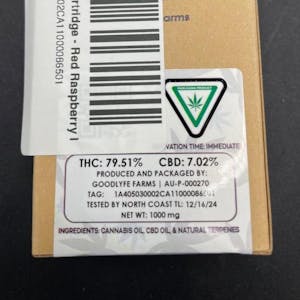 rtridge - Red Raspberry
02CA11000086501
arms
VATION TIME: IMMEDIATE
THC: 79.51% CBD: 7.02%
PRODUCED AND PACKAGED BY:
GOODLYFE FARMS | AU-P-000270
TAG: 1A405030002CA11000086501
TESTED BY NORTH COAST TL: 12/16/24
NET WT: 1000 mg
INGREDIENTS: CANNABIS OIL, CBD OIL, & NATURAL TERPENES